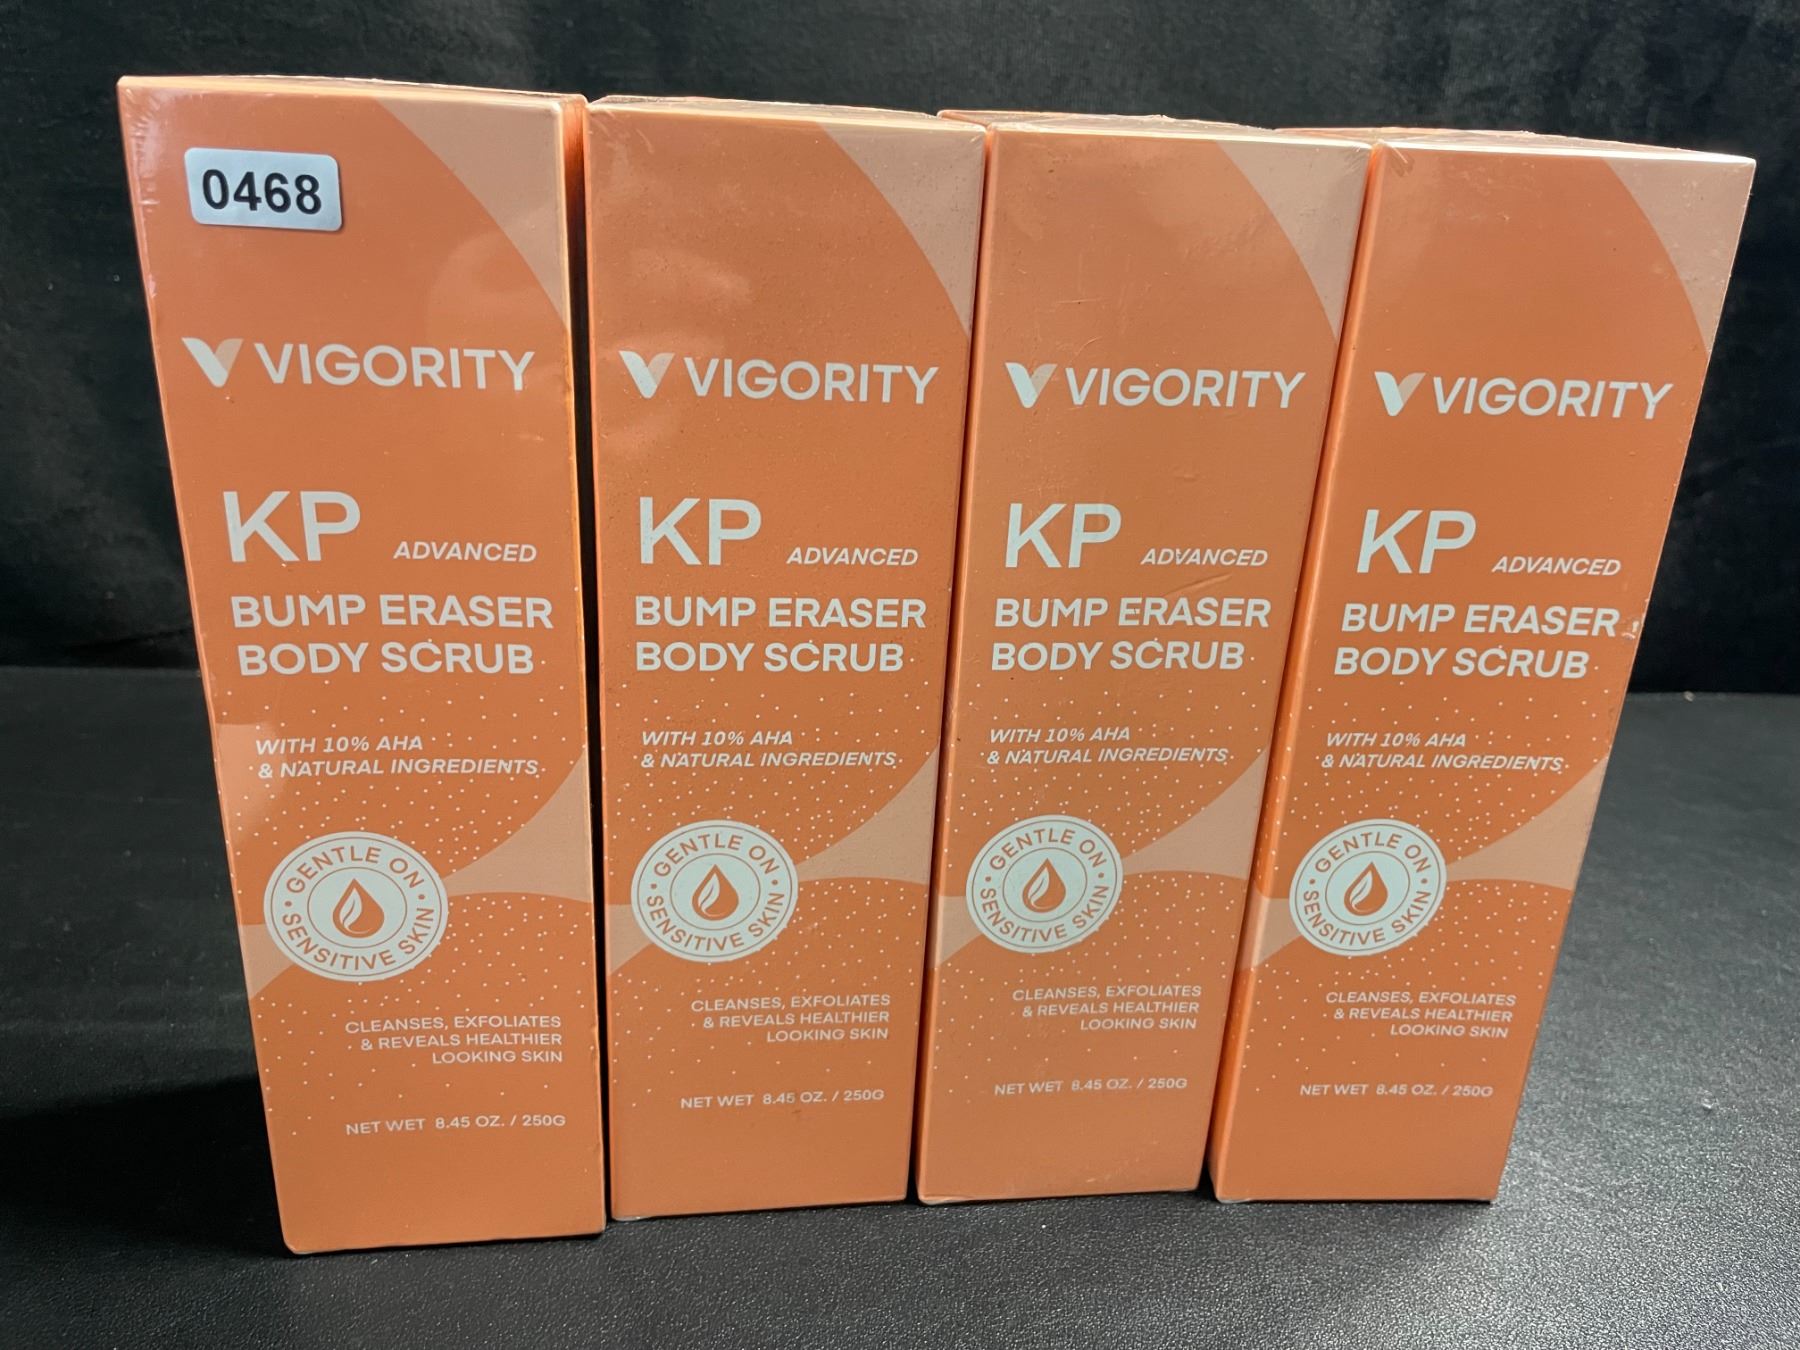 0468
VIGORITY
KP ADVANCED
BUMP ERASER
BODY SCRUB
WITH 10% AHA
& NATURAL INGREDIENTS
GENTLE ON
SENSITIVE SKIN
CLEANSES, EXFOLIATES
& REVEALS HEALTHIER
LOOKING SKIN
NET WET 8.45 OZ. / 250G
VIGORITY
KP ADVANCED
BUMP ERASER
BODY SCRUB
WITH 10% AHA
& NATURAL INGREDIENTS
GENTLE ON
SENSITIVE SKIN
CLEANSES, EXFOLIATES
& REVEALS HEALTHIER
LOOKING SKIN
NET WET 8.45 OZ. / 250G
VIGORITY
KP ADVANCED
BUMP ERASER
BODY SCRUB
WITH 10% AHA
& NATURAL INGREDIENTS
GENTLE ON
SENSITIVE SKIN
CLEANSES, EXFOLIATES
& REVEALS HEALTHIER
LOOKING SKIN
NET WET 8.45 OZ. / 250G
VIGORITY
KP ADVANCED
BUMP ERASER
BODY SCRUB
WITH 10% AHA
& NATURAL INGREDIENTS
GENTLE ON
SENSITIVE SKIN
CLEANSES, EXFOLIATES
& REVEALS HEALTHIER
LOOKING SKIN
NET WET 8.45 OZ. / 250G